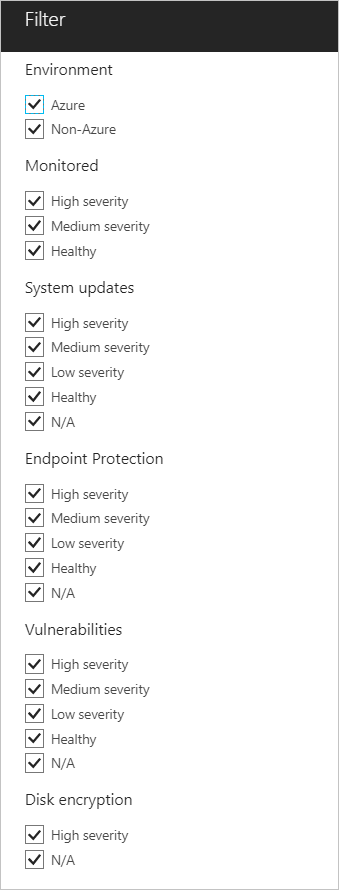 Filter
Environment
Azure
Non-Azure
Monitored
High severity
Medium severity
Healthy
System updates
High severity
Medium severity
Low severity
Healthy
N/A
Endpoint Protection
High severity
Medium severity
Low severity
Healthy
N/A
Vulnerabilities
High severity
Medium severity
Low severity
Healthy
N/A
Disk encryption
High severity
N/A